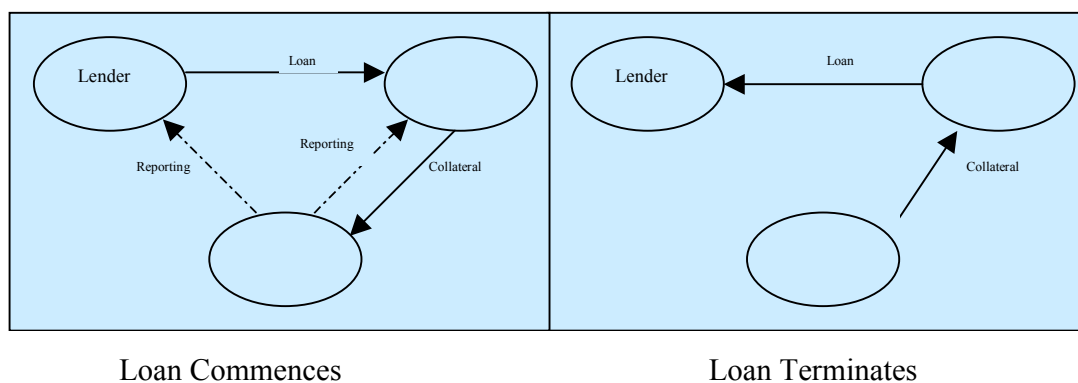 Lender
Loan
Reporting
Reporting
Collateral
Lender
Loan
Collateral
Loan Commences
Loan Terminates